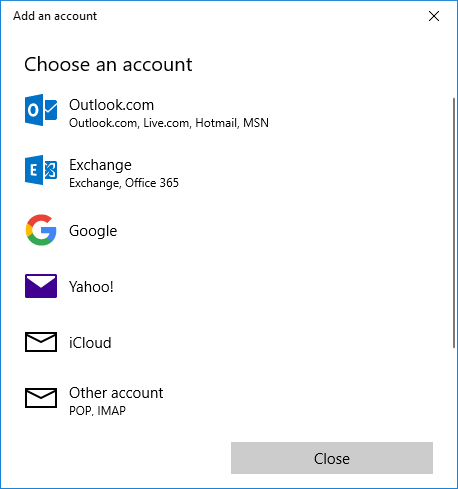 Add an account
Choose an account
Outlook.com
Outlook.com, Live.com, Hotmail, MSN
Exchange
Exchange, Office 365
Google
Yahoo!
iCloud
Other account
POP, IMAP
Close